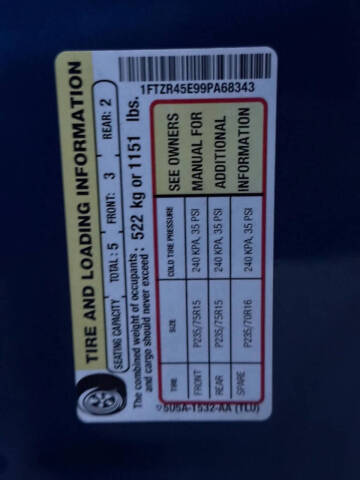 1FTZR45E99PA68343
TIRE AND LOADING INFORMATION
SEATING CAPACITY TOTAL : 5 FRONT: 3 REAR: 2
The combined weight of occupants and cargo should never exceed : 522 kg or 1151 lbs.
TIRE SIZE COLD TIRE PRESSURE SEE OWNERS
FRONT P235/75R15 240 KPA, 35 PSI MANUAL FOR
REAR P235/75R15 240 KPA, 35 PSI ADDITIONAL
SPARE P235/70R16 240 KPA, 35 PSI INFORMATION
5U5A-1532-AA (TLU)